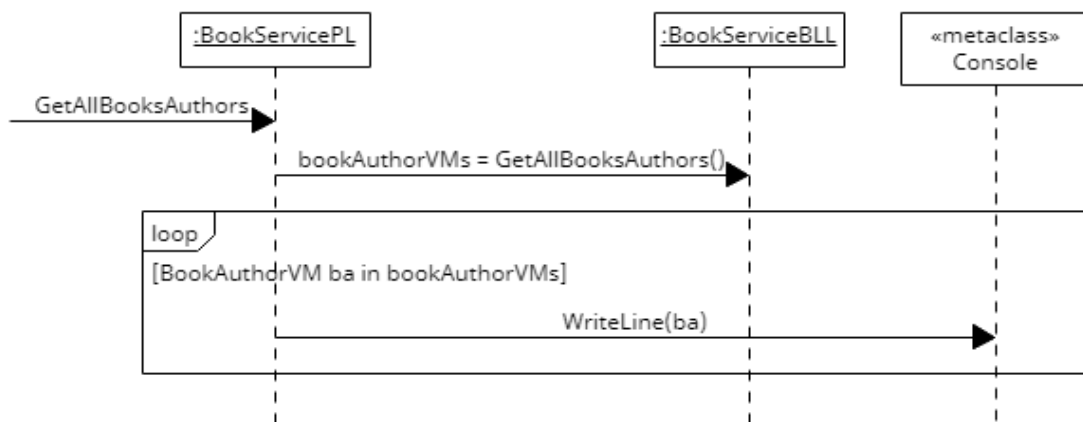 :BookServicePL
:BookServiceBLL
«metaclass»
Console
GetAllBooksAuthors
bookAuthorVMs = GetAllBooksAuthors()
loop
[BookAuthorVM ba in bookAuthorVMs]
WriteLine(ba)